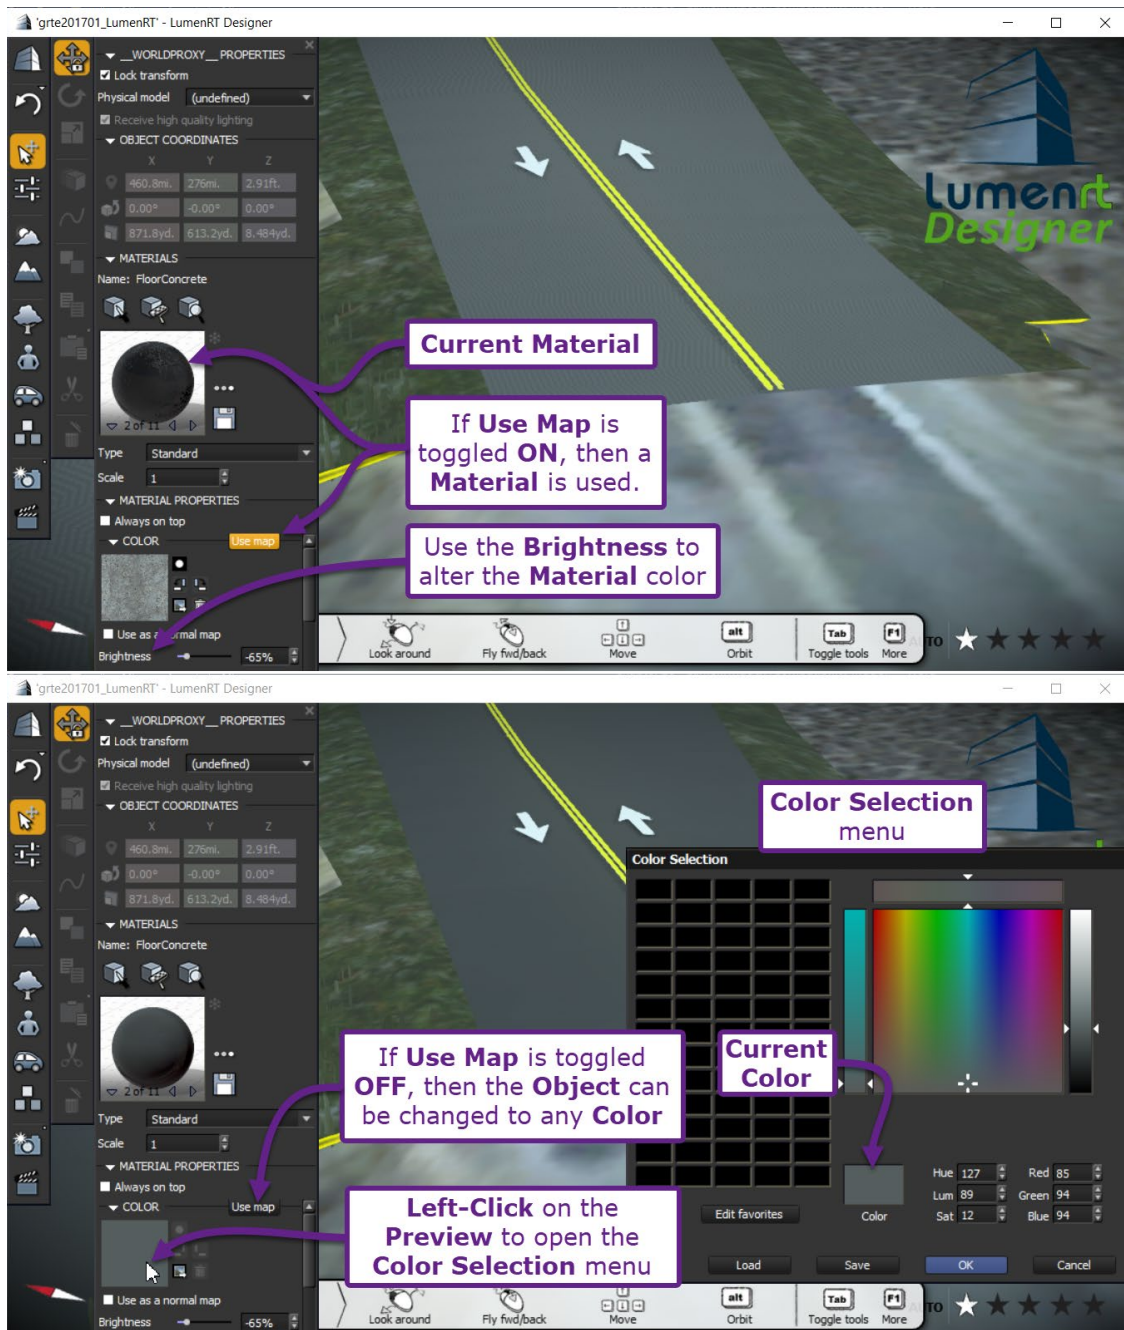 'grte201701_LumenRT' - LumenRT Designer
__WORLDPROXY__PROPERTIES
Lock transform
Physical model (undefined)
Receive high quality lighting
OBJECT COORDINATES
X Y Z
460.8mi. 276mi. 2.91ft.
0.00° -0.00° 0.00°
871.8yd. 613.2yd. 8.484yd.
MATERIALS
Name: FloorConcrete
2 of 11
Type Standard
Scale 1
MATERIAL PROPERTIES
Always on top
COLOR Use map
Use as a normal map
Brightness -65%
Lumenrt
Designer
Current Material
If Use Map is
toggled ON, then a
Material is used.
Use the Brightness to
alter the Material color
Look around
Fly fwd/back
Move
alt
Orbit
Tab
Toggle tools
F1
More
'grte201701_LumenRT' - LumenRT Designer
__WORLDPROXY__PROPERTIES
Lock transform
Physical model (undefined)
Receive high quality lighting
OBJECT COORDINATES
X Y Z
460.8mi. 276mi. 2.91ft.
0.00° -0.00° 0.00°
871.8yd. 613.2yd. 8.484yd.
MATERIALS
Name: FloorConcrete
2 of 11
Type Standard
Scale 1
MATERIAL PROPERTIES
Always on top
COLOR Use map
Use as a normal map
Brightness -65%
Color Selection
menu
Color Selection
Current
Color
If Use Map is toggled
OFF, then the Object can
be changed to any Color
Left-Click on the
Preview to open the
Color Selection menu
Edit favorites
Color
Hue 127 Red 85
Lum 89 Green 94
Sat 12 Blue 94
Load Save OK Cancel
Look around
Fly fwd/back
Move
alt
Orbit
Tab
Toggle tools
F1
More